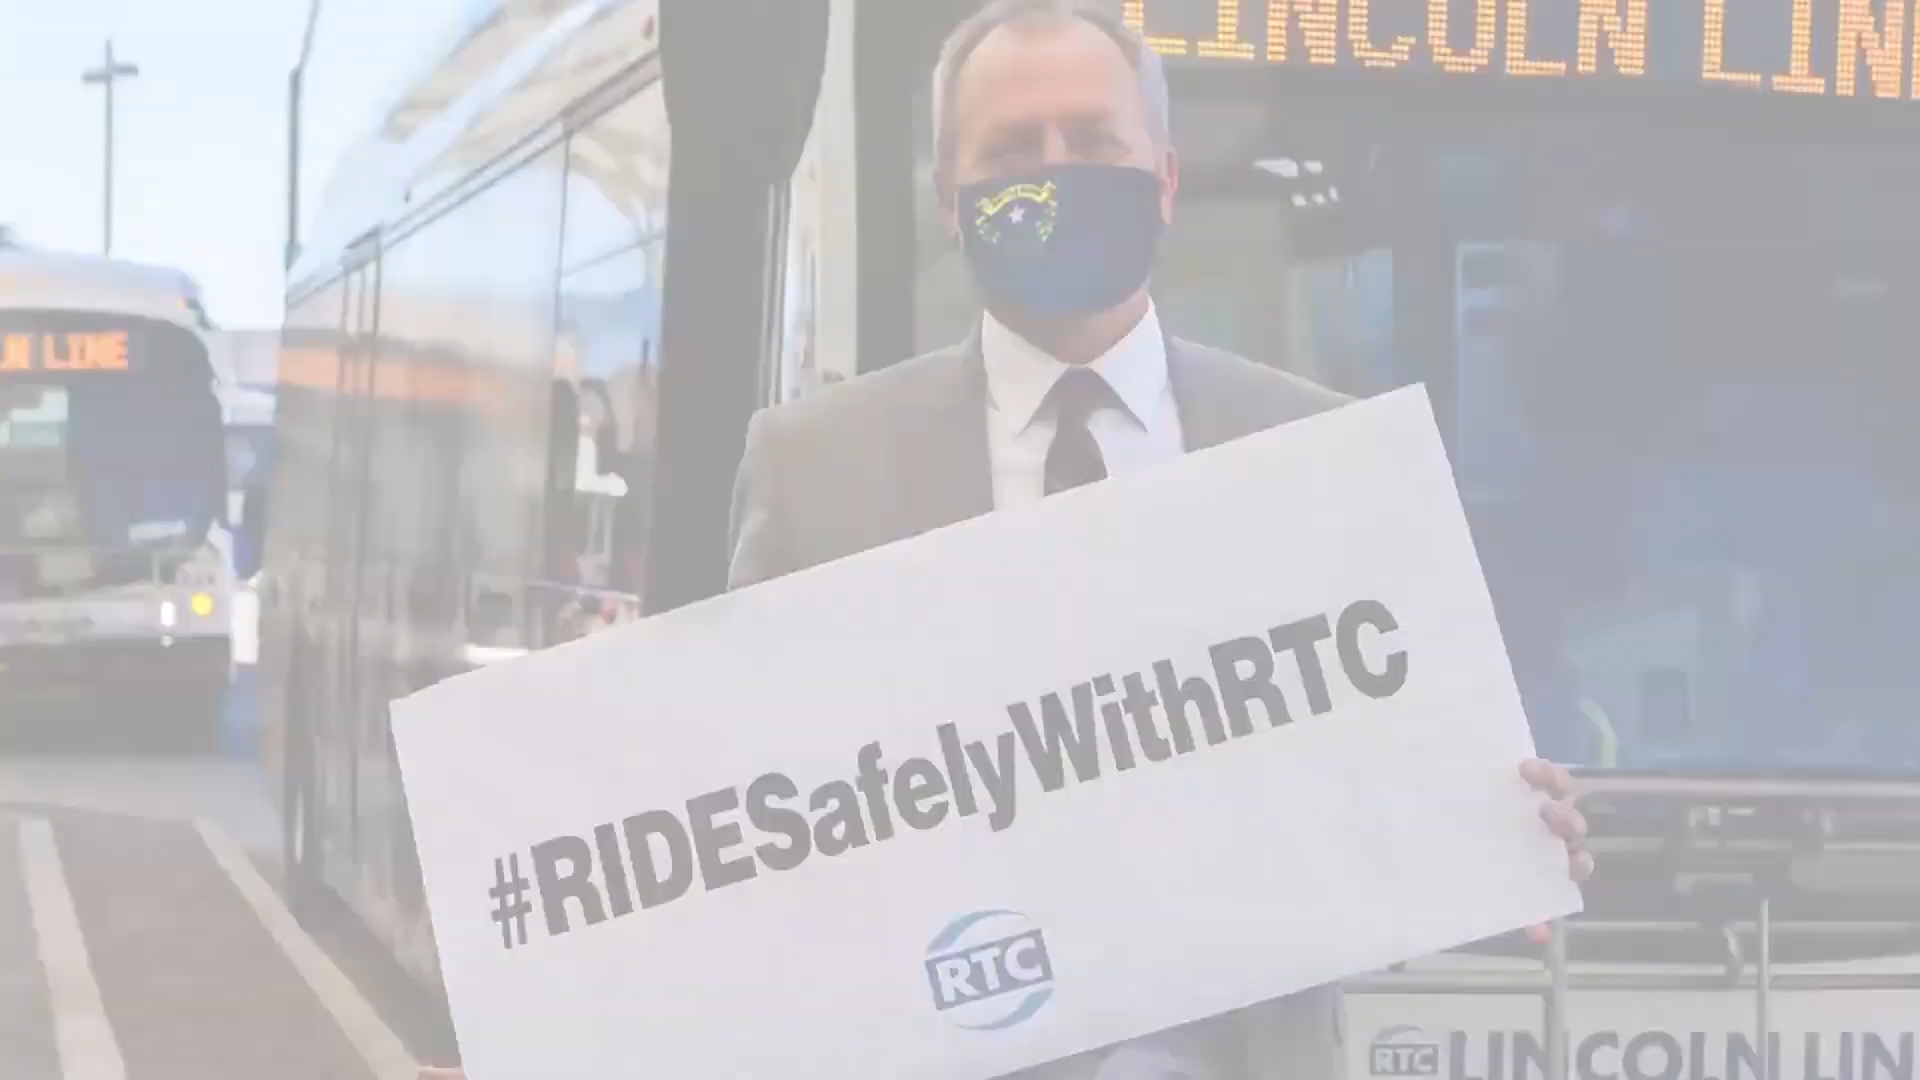 LINCOLN LIN
N LINE
#RIDESafelyWithRTC
RTC
RTC LINCOLN LIN